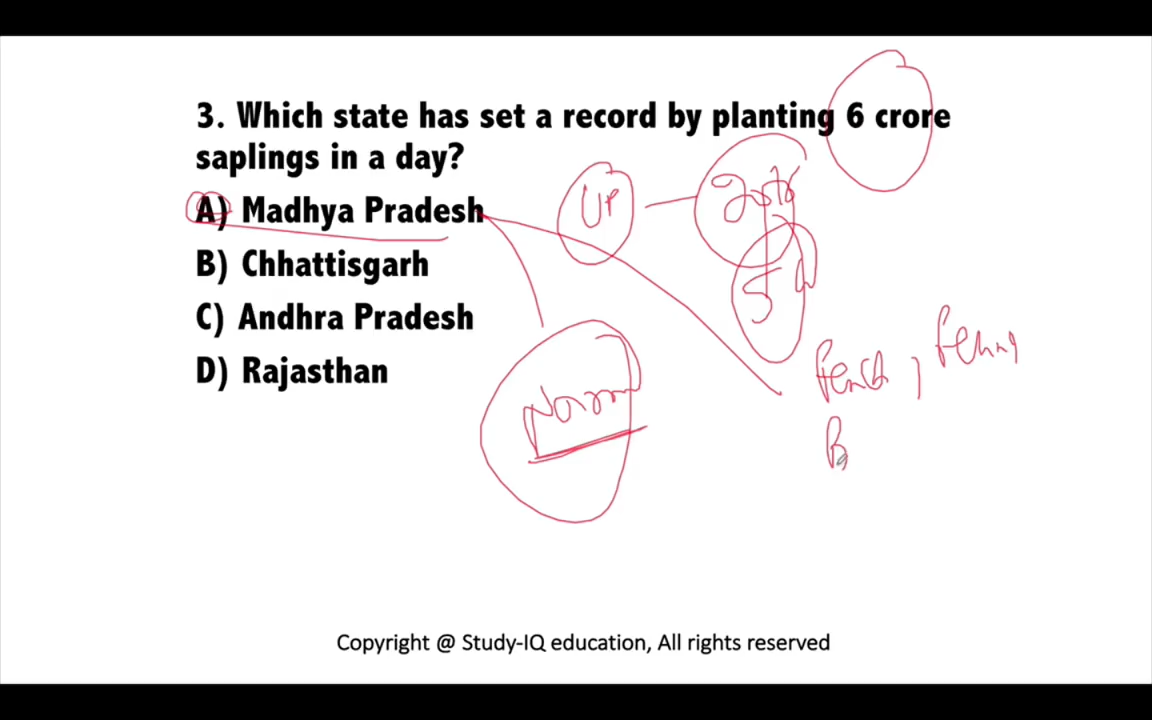 3. Which state has set a record by planting 6 crore
saplings in a day?
A) Madhya Pradesh
UP
B) Chhattisgarh
C) Andhra Pradesh
D) Rajasthan
Copyright @ Study-IQ education, All rights reserved